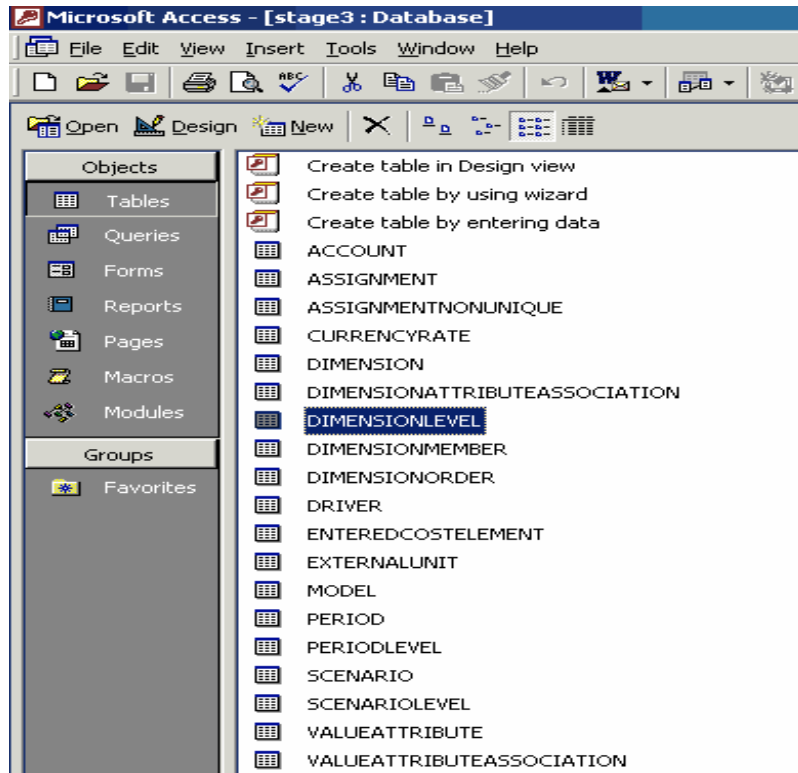 Microsoft Access - [stage3 : Database]
File Edit View Insert Tools Window Help
ABC W
Open Design New
Objects
Tables
Queries
Forms
Reports
Pages
Macros
Modules
Groups
Favorites
Create table in Design view
Create table by using wizard
Create table by entering data
ACCOUNT
ASSIGNMENT
ASSIGNMENTNONUNIQUE
CURRENCYRATE
DIMENSION
DIMENSIONATTRIBUTEASSOCIATION
DIMENSIONLEVEL
DIMENSIONMEMBER
DIMENSIONORDER
DRIVER
ENTEREDCOSTELEMENT
EXTERNALUNIT
MODEL
PERIOD
PERIODLEVEL
SCENARIO
SCENARIOLEVEL
VALUEATTRIBUTE
VALUEATTRIBUTEASSOCIATION